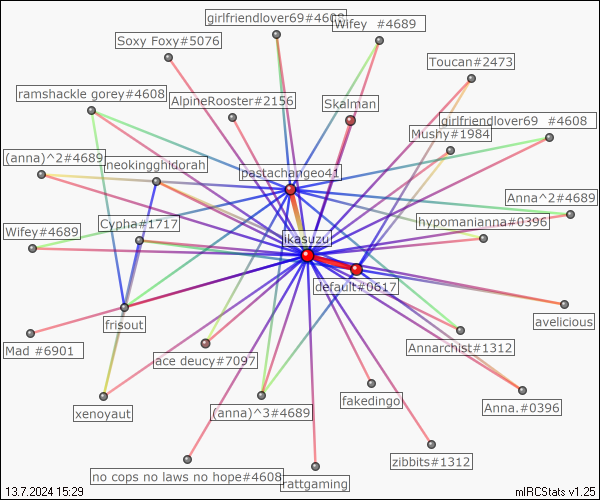 girlfriendlover69#4608
Wifey  #4689
Soxy Foxy#5076
Toucan#2473
ramshackle gorey#4608
AlpineRooster#2156
Skalman
girlfriendlover69  #4608
Mushy#1984
(anna)^2#4689
neokingghidorah
pastachangeo41
Anna^2#4689
hypomanianna#0396
Wifey#4689
Cypha#1717
ikasuzu
default#0617
frisout
avelicious
Mad #6901
Annarchist#1312
ace deucy#7097
fakedingo
Anna.#0396
xenoyaut
(anna)^3#4689
zibbits#1312
no cops no laws no hope#4608
rattgaming
13.7.2024 15:29
mIRCStats v1.25